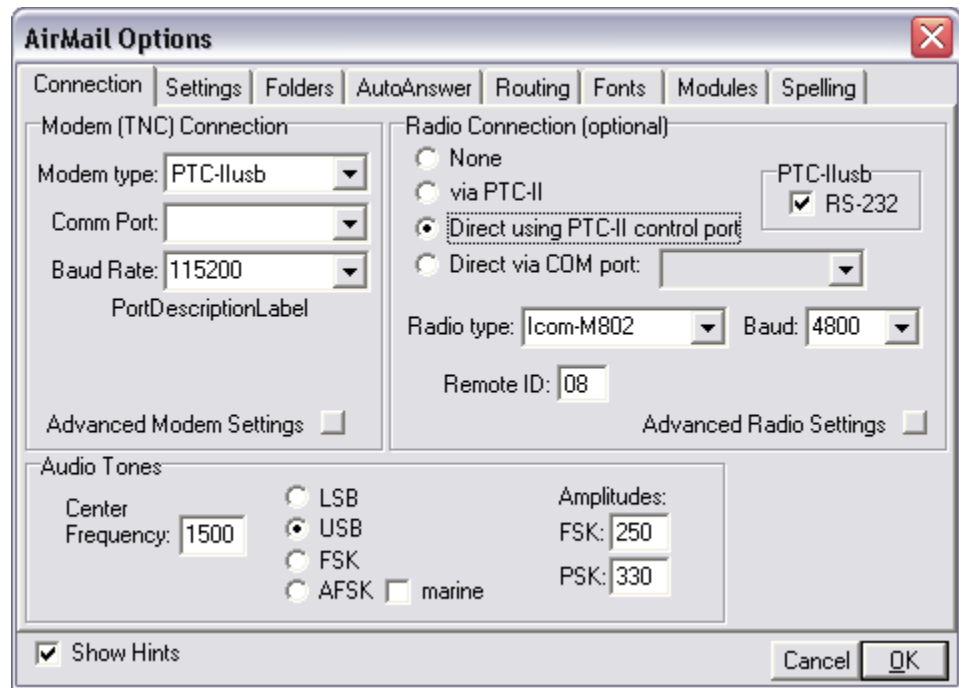 AirMail Options
Connection Settings Folders AutoAnswer Routing Fonts Modules Spelling
Modem (TNC) Connection
Modem type: PTC-IIusb
Comm Port:
Baud Rate: 115200
PortDescriptionLabel
Advanced Modem Settings
Radio Connection (optional)
None
via PTC-II
Direct using PTC-II control port
Direct via COM port:
PTC-IIusb
RS-232
Radio type: Icom-M802 Baud: 4800
Remote ID: 08
Advanced Radio Settings
Audio Tones
Center
Frequency: 1500
LSB
USB
FSK
AFSK marine
Amplitudes:
FSK: 250
PSK: 330
Show Hints
Cancel OK